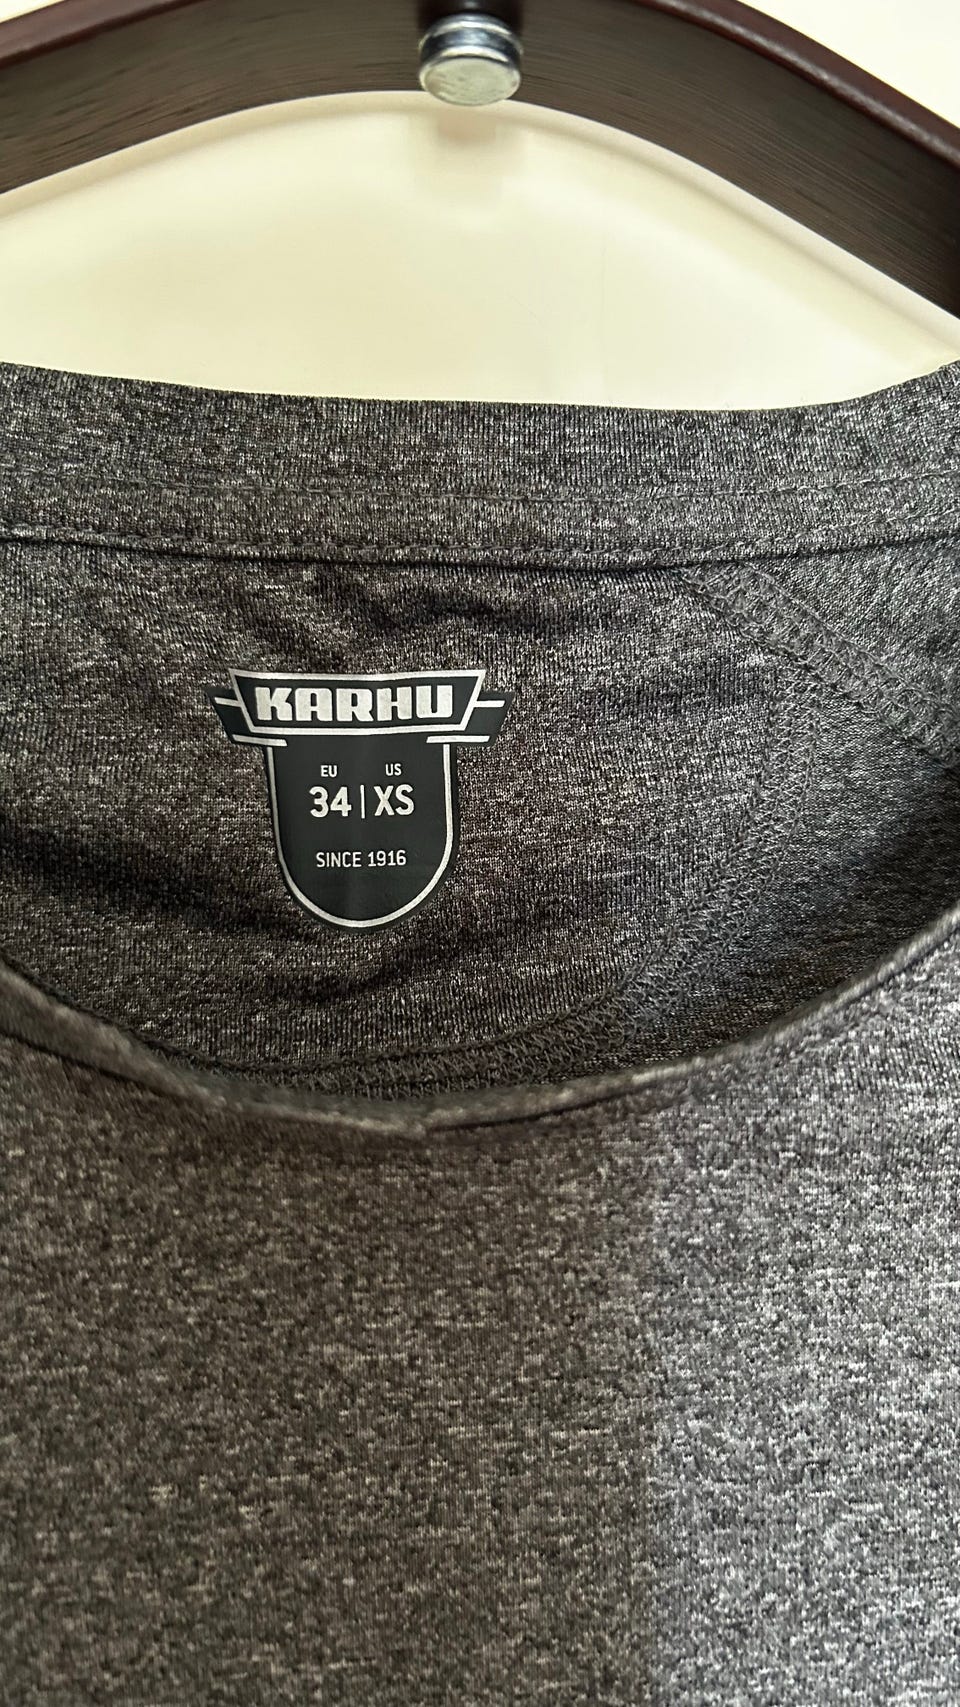 KARHU
EU US
34 | XS
SINCE 1916